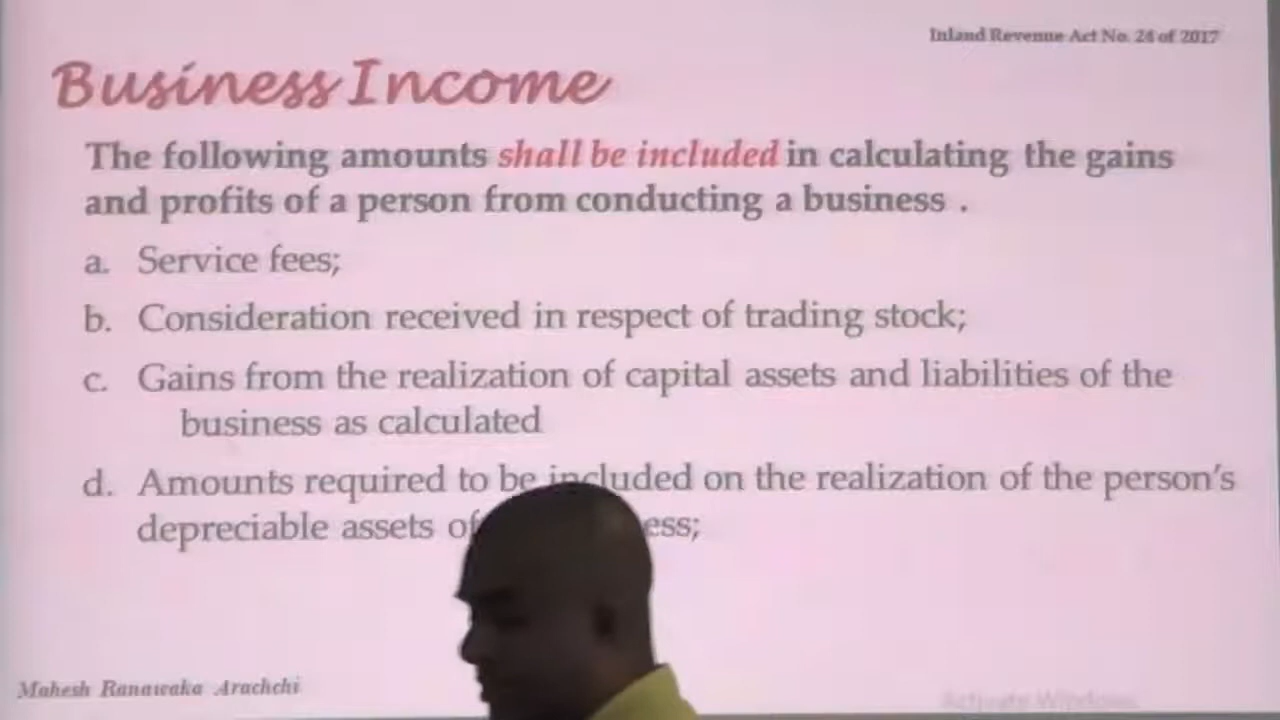 Inland Revenue Act No. 24 of 2017
Business Income
The following amounts shall be included in calculating the gains
and profits of a person from conducting a business .
a. Service fees;
b. Consideration received in respect of trading stock;
c. Gains from the realization of capital assets and liabilities of the
business as calculated
d. Amounts required to be included on the realization of the person's
depreciable assets of
Mahesh Ranawaka Arachchi
Activate Windows